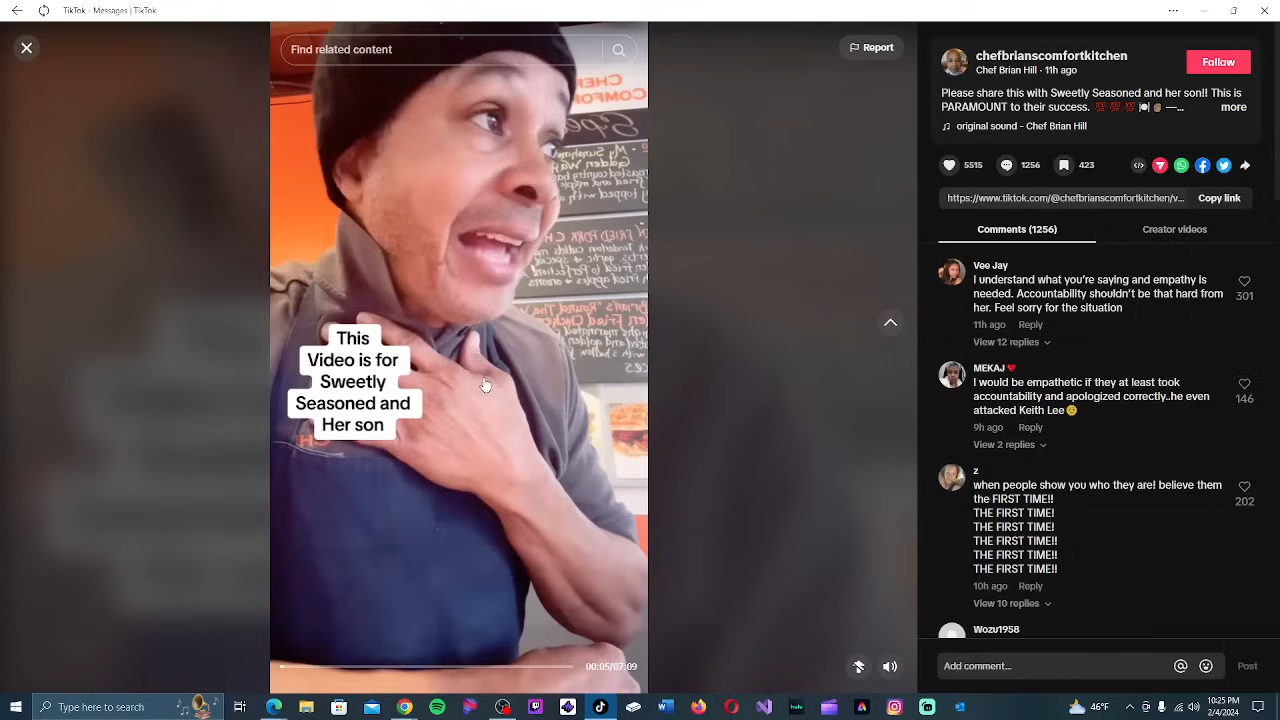 TikTok - Messages | TikTok
Find related content
Report
CHEF
COMFOR
This
Video is for
Sweetly
Seasoned and
Her son
00:05/07:09
chefbrianscomfortkitchen
Chef Brian Hill · 11h ago
Follow
Please share this with Sweetly Seasoned and her son!! This is
PARAMOUNT to their success. 💯 💯 💯 🍽️ ✊🏽 —... more
♫ original sound - Chef Brian Hill
5515 1256 423
https://www.tiktok.com/@chefbrianscomfortkitchen/v... Copy link
Comments (1256) Creator videos
Vee Jay
I understand what you’re saying and empathy is
needed. Accountability shouldn’t be that hard from
her. Feel sorry for the situation
301
11h ago Reply
View 12 replies
MEKAJ ❤️
I would be empathetic if they at least took
accountability and apologized correctly..he even
attacked Keith Lee🫤
146
9h ago Reply
View 2 replies
z
when people show you who they are! believe them
the FIRST TIME!!
THE FIRST TIME!
THE FIRST TIME!
THE FIRST TIME!!
THE FIRST TIME!!
THE FIRST TIME!!
202
10h ago Reply
View 10 replies
Wozu1958
Add comment...
Post
Type here to search
46°F
10:25 PM
2/4/2024